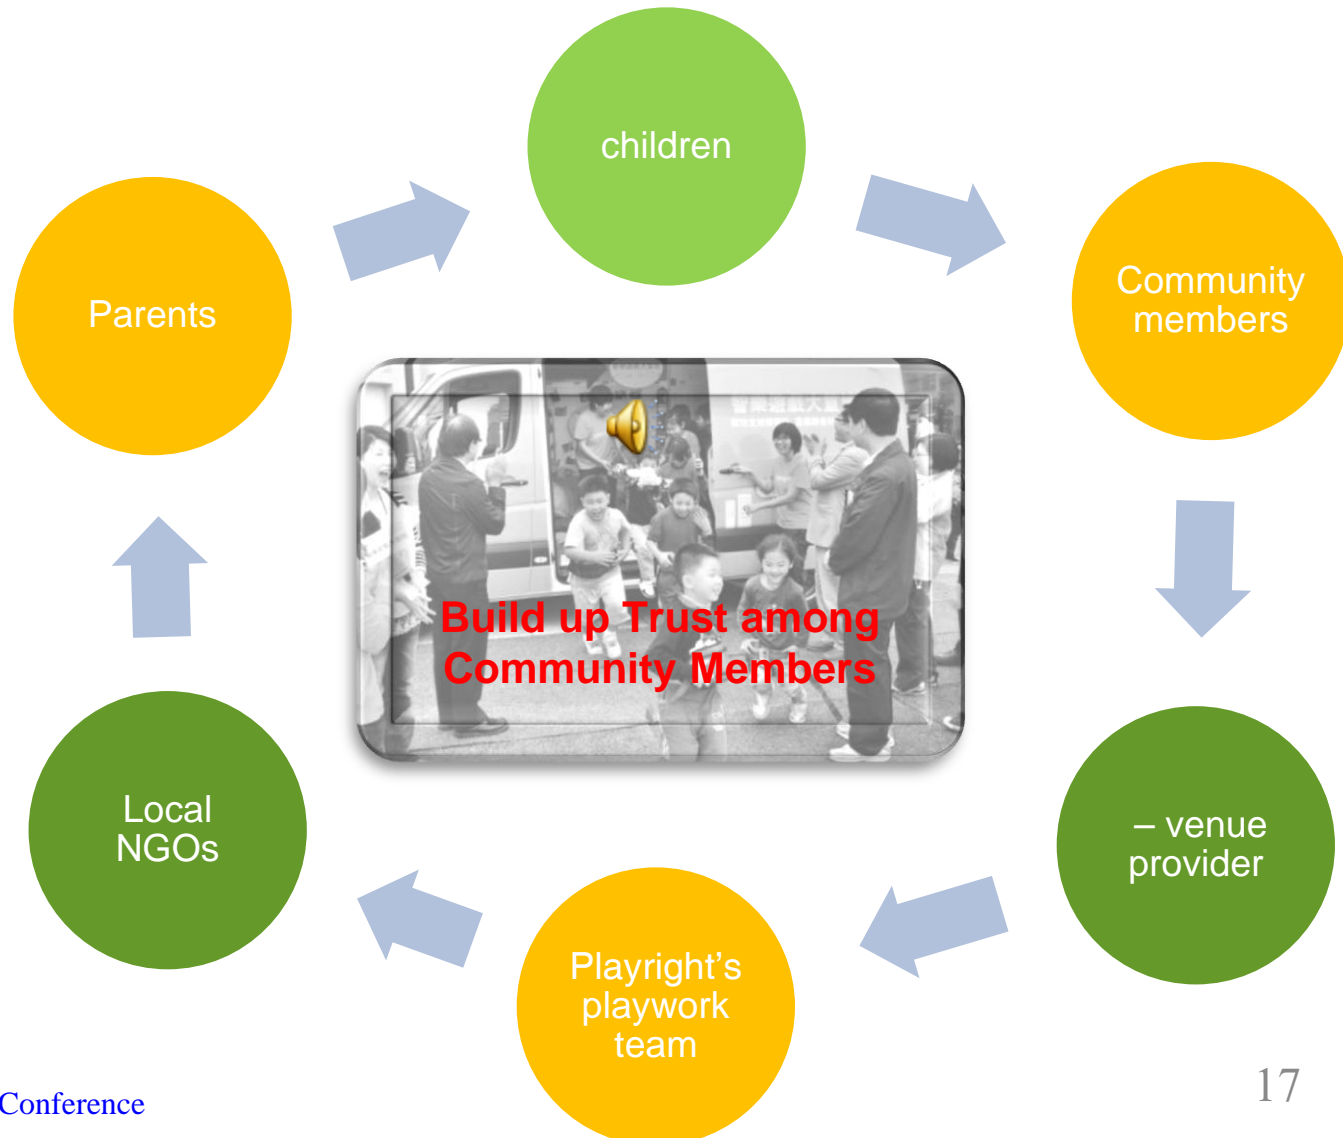 children
Parents
Community
members
Build up Trust among
Community Members
Local
NGOs
– venue
provider
Playright’s
playwork
team
Conference
17